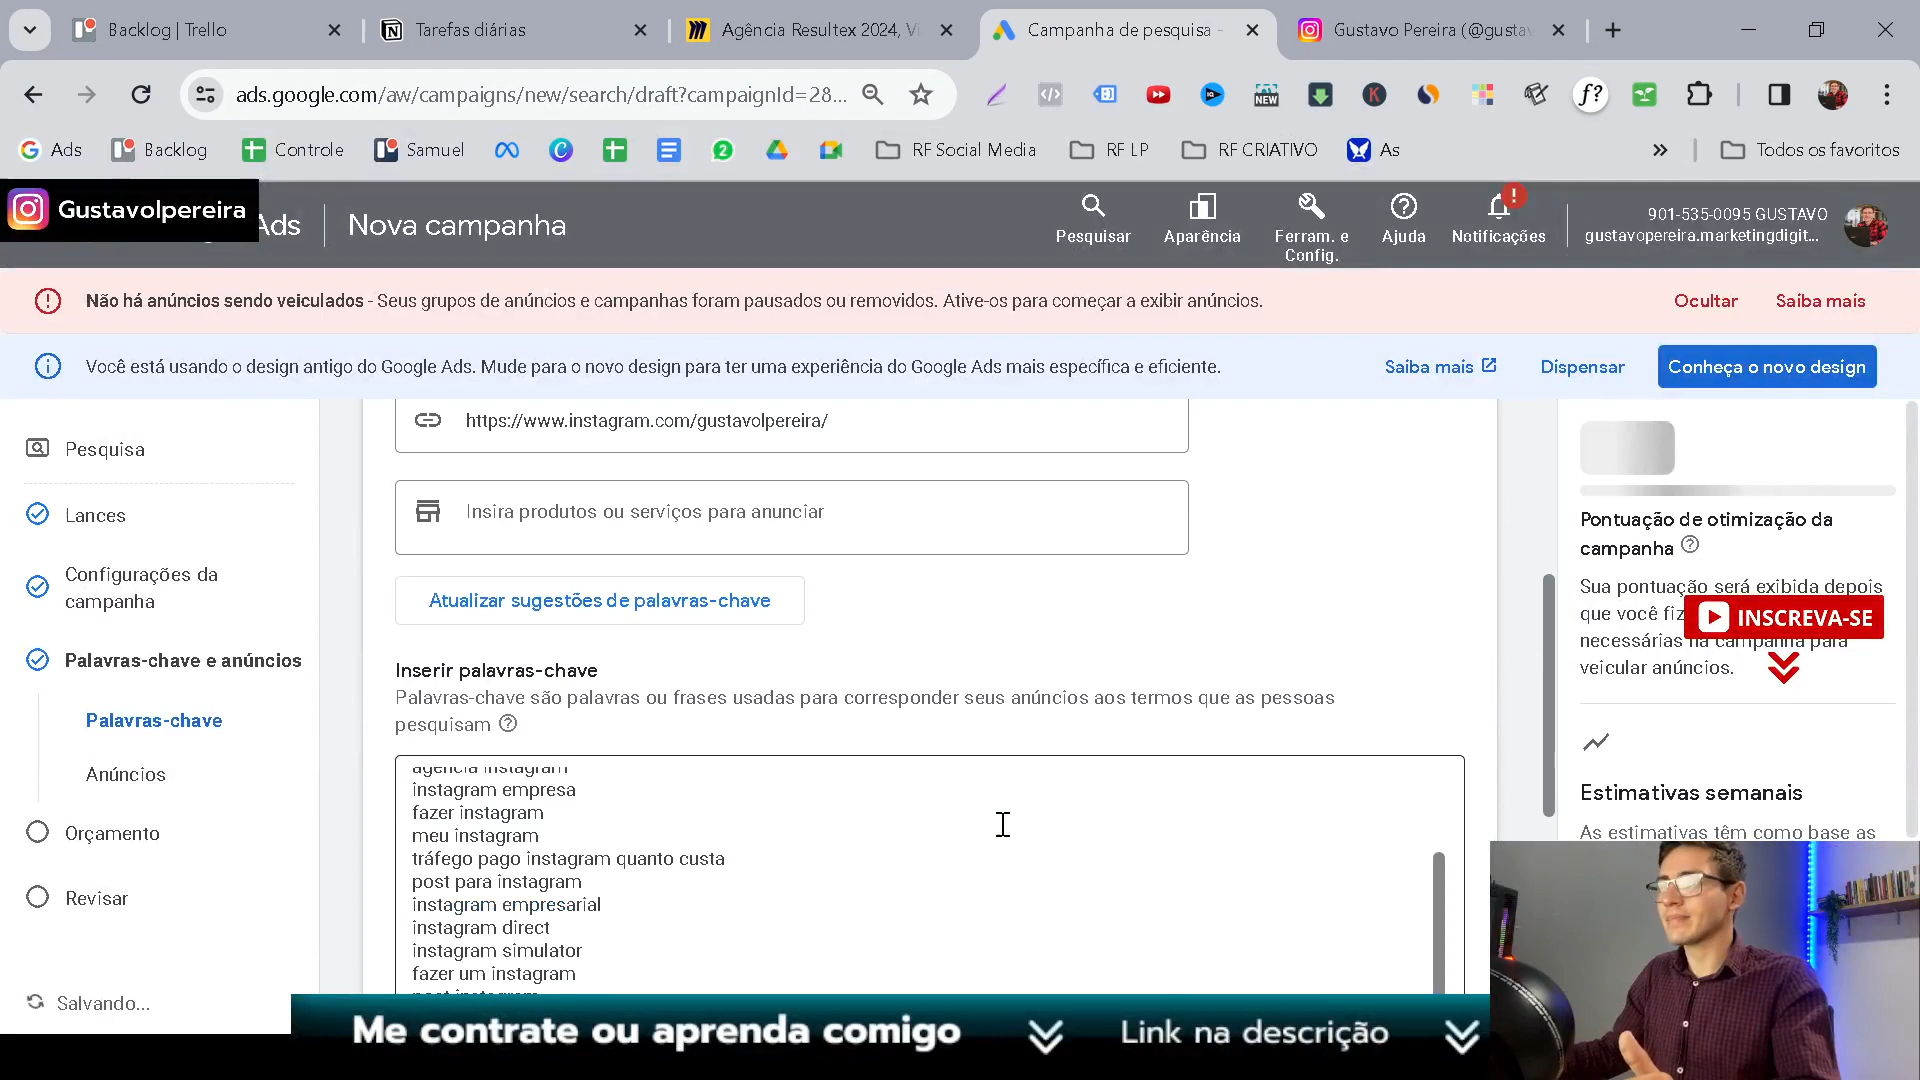 Backlog | Trello
Tarefas diárias
Agência Resultex 2024, Vi
Campanha de pesquisa -
Gustavo Pereira (@gusta
ads.google.com/aw/campaigns/new/search/draft?campaignId=28...
NEW
K
f?
Ads
Backlog
Controle
Samuel
2
RF Social Media
RF LP
RF CRIATIVO
As
Todos os favoritos
Gustavolpereira
Ads
Nova campanha
Pesquisar
Aparência
Ferram. e
Config.
Ajuda
Notificações
901-535-0095 GUSTAVO
gustavopereira.marketingdigit...
Não há anúncios sendo veiculados - Seus grupos de anúncios e campanhas foram pausados ou removidos. Ative-os para começar a exibir anúncios.
Ocultar
Saiba mais
Você está usando o design antigo do Google Ads. Mude para o novo design para ter uma experiência do Google Ads mais específica e eficiente.
Saiba mais
Dispensar
Conheça o novo design
Pesquisa
Lances
Configurações da
campanha
Palavras-chave e anúncios
Palavras-chave
Anúncios
Orçamento
Revisar
Salvando...
https://www.instagram.com/gustavolpereira/
Insira produtos ou serviços para anunciar
Atualizar sugestões de palavras-chave
Inserir palavras-chave
Palavras-chave são palavras ou frases usadas para corresponder seus anúncios aos termos que as pessoas
pesquisam
agencia instagram
instagram empresa
fazer instagram
meu instagram
tráfego pago instagram quanto custa
post para instagram
instagram empresarial
instagram direct
instagram simulator
fazer um instagram
post instagram
Pontuação de otimização da
campanha
Sua pontuação será exibida depois
que você fiz
necessárias na campanha para
veicular anúncios.
INSCREVA-SE
Estimativas semanais
As estimativas têm como base as
Me contrate ou aprenda comigo
Link na descrição